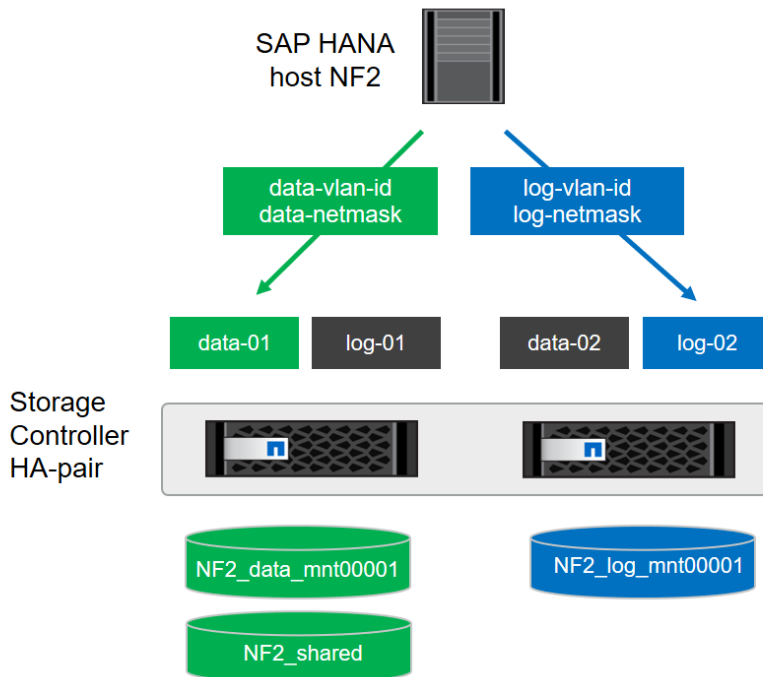 SAP HANA
host NF2
data-vlan-id
data-netmask
log-vlan-id
log-netmask
data-01
log-01
data-02
log-02
Storage
Controller
HA-pair
NF2_data_mnt00001
NF2_log_mnt00001
NF2_shared